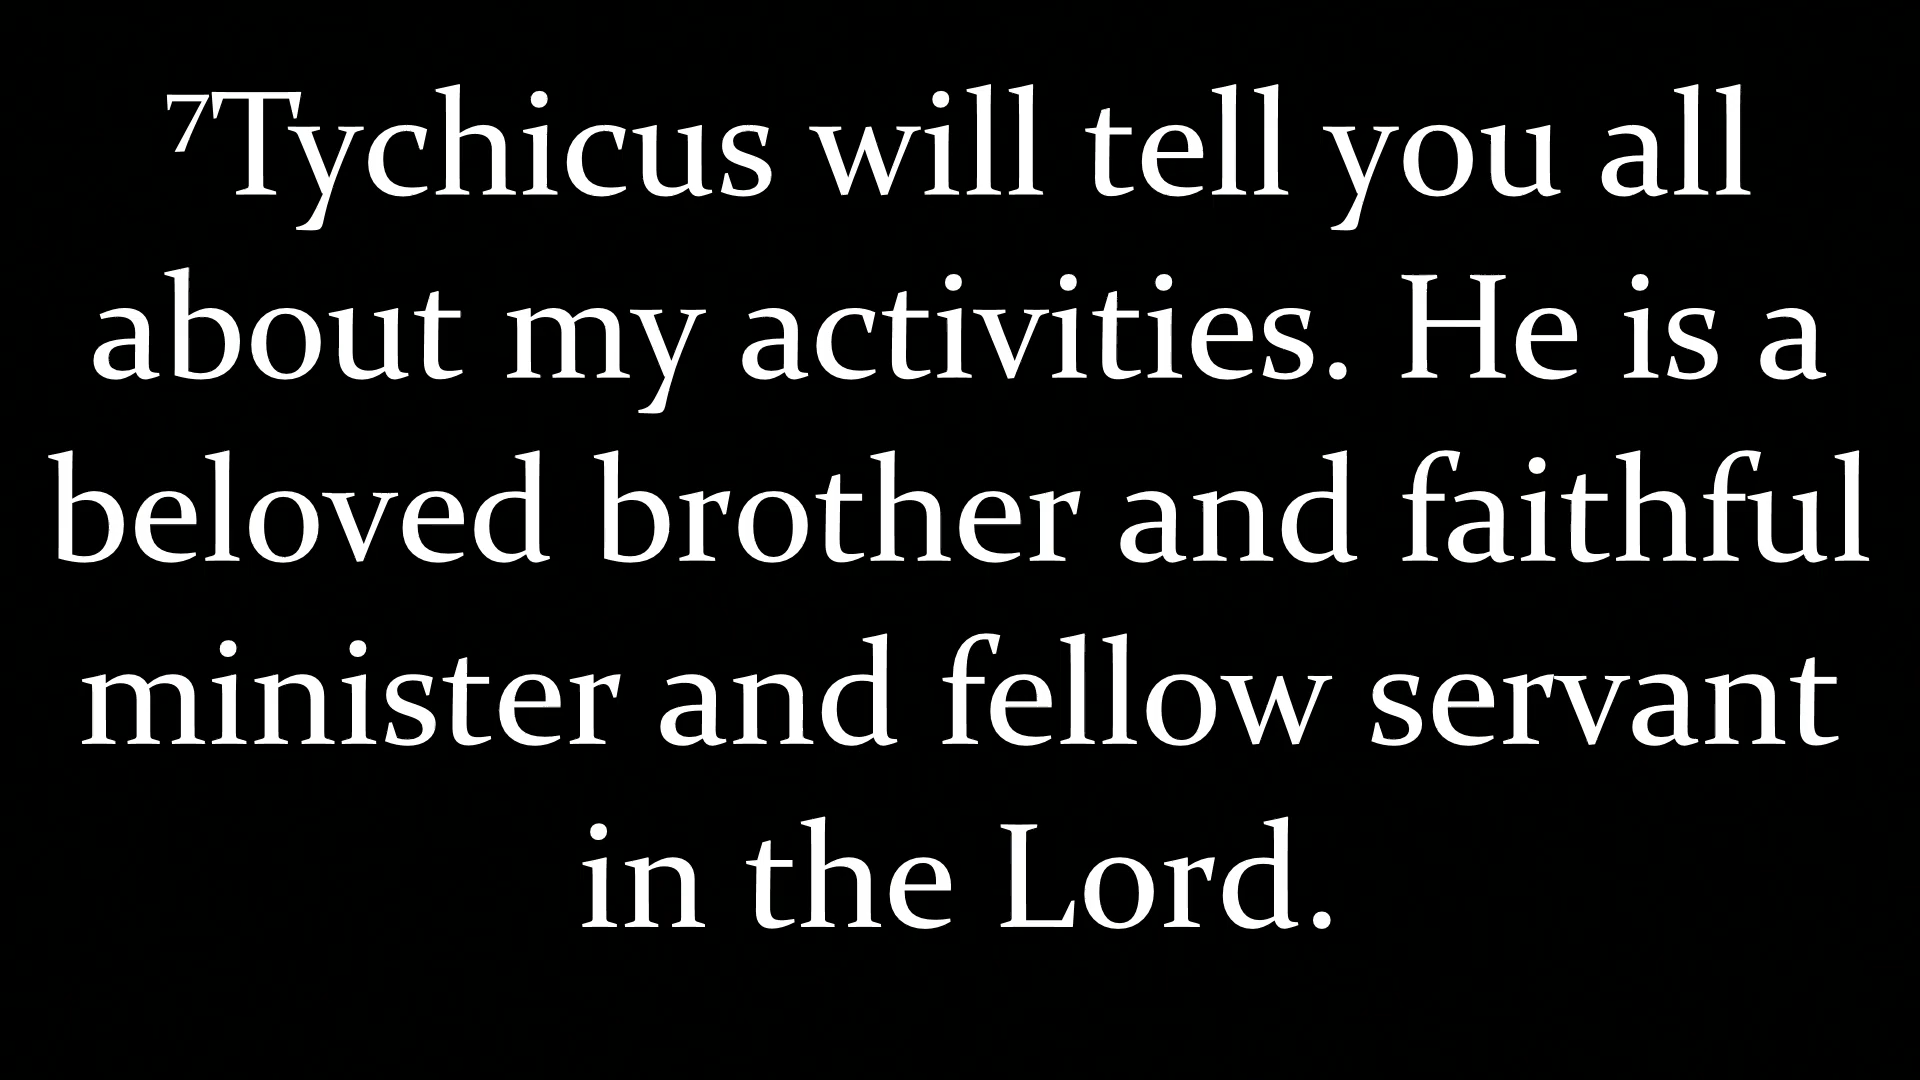 ⁷Tychicus will tell you all
about my activities. He is a
beloved brother and faithful
minister and fellow servant
in the Lord.